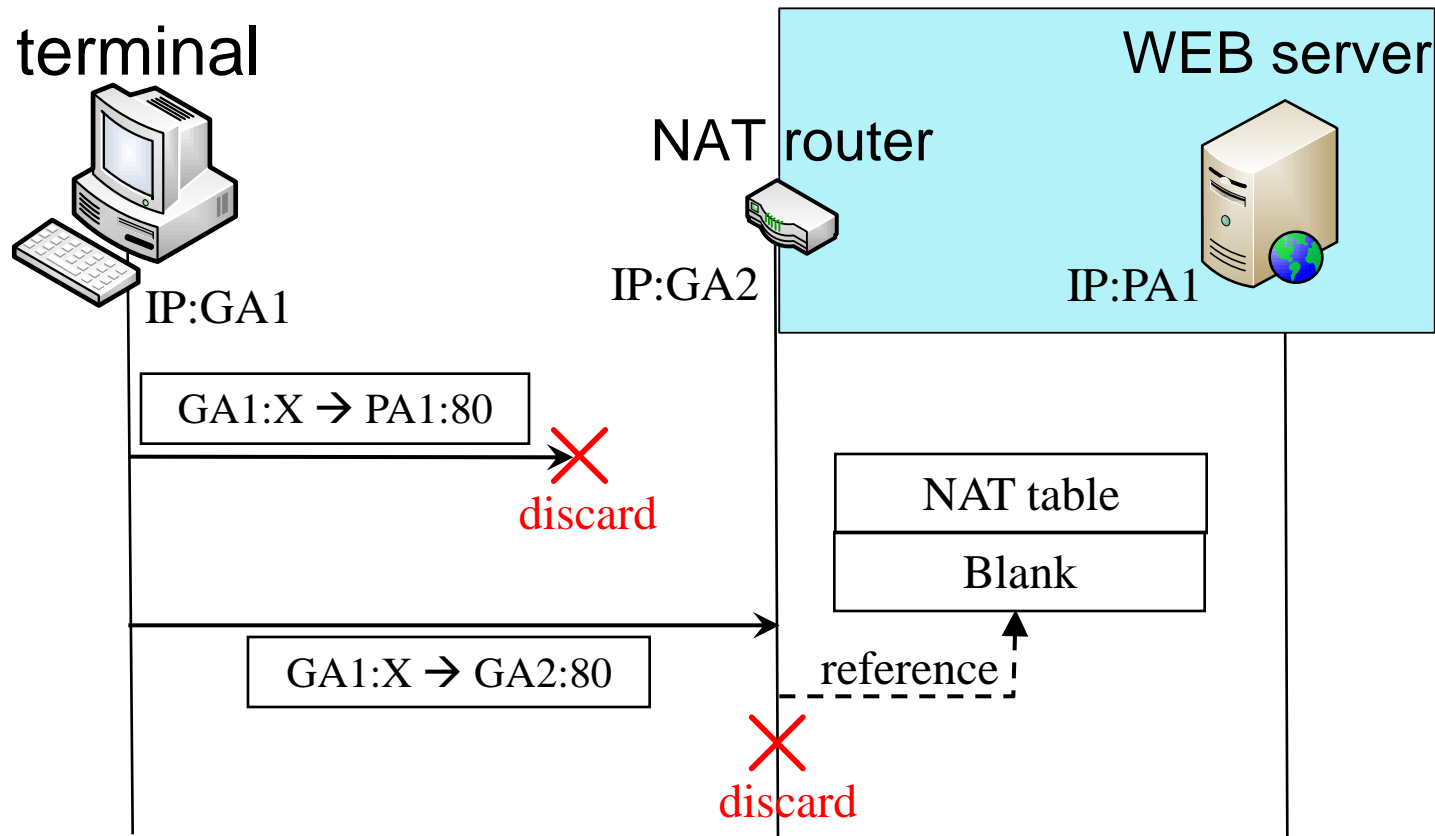 terminal
WEB server
NAT router
IP:GA1
IP:GA2
IP:PA1
GA1:X → PA1:80
discard
NAT table
Blank
GA1:X → GA2:80
reference
discard